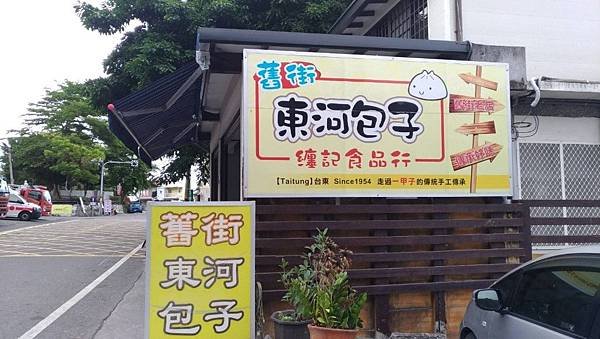 舊街
東河包子
纏記食品行
【Taitung】台東 Since1954 走過一甲子的傳統手工傳承
舊街
東河
包子